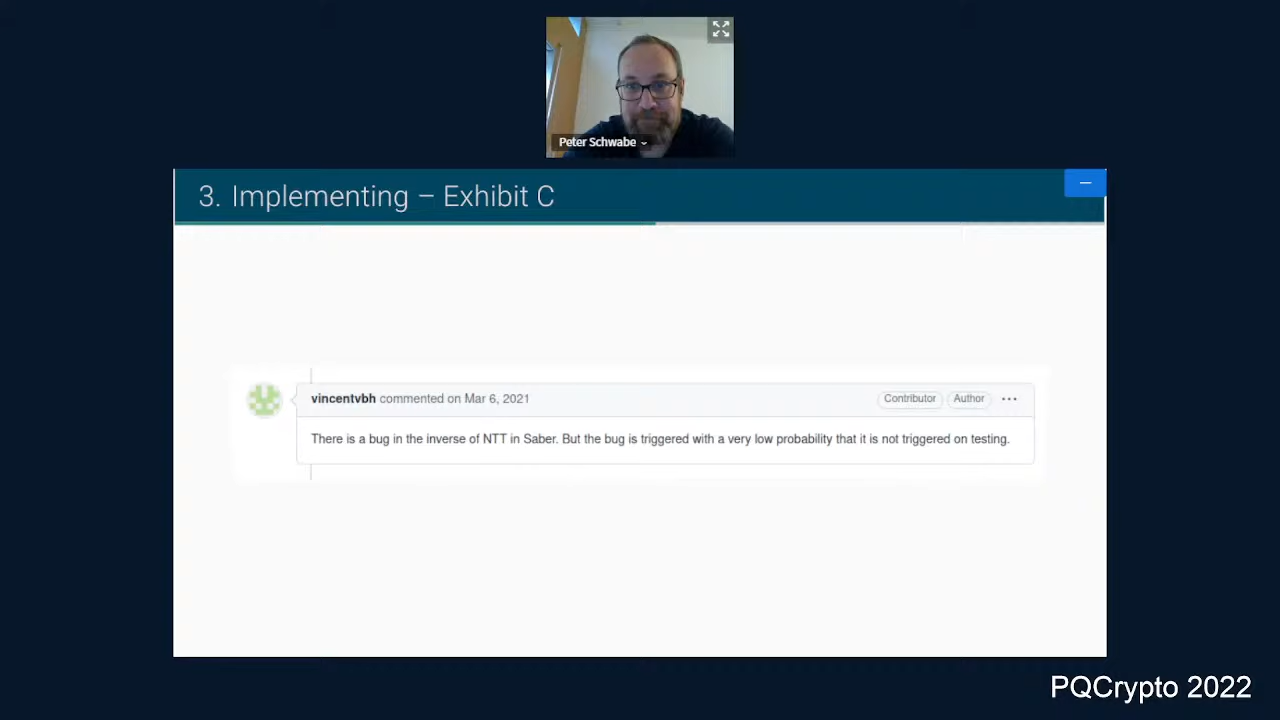 Peter Schwabe
3. Implementing – Exhibit C
vincentvbh commented on Mar 6, 2021
Contributor
Author
There is a bug in the inverse of NTT in Saber. But the bug is triggered with a very low probability that it is not triggered on testing.
PQCrypto 2022